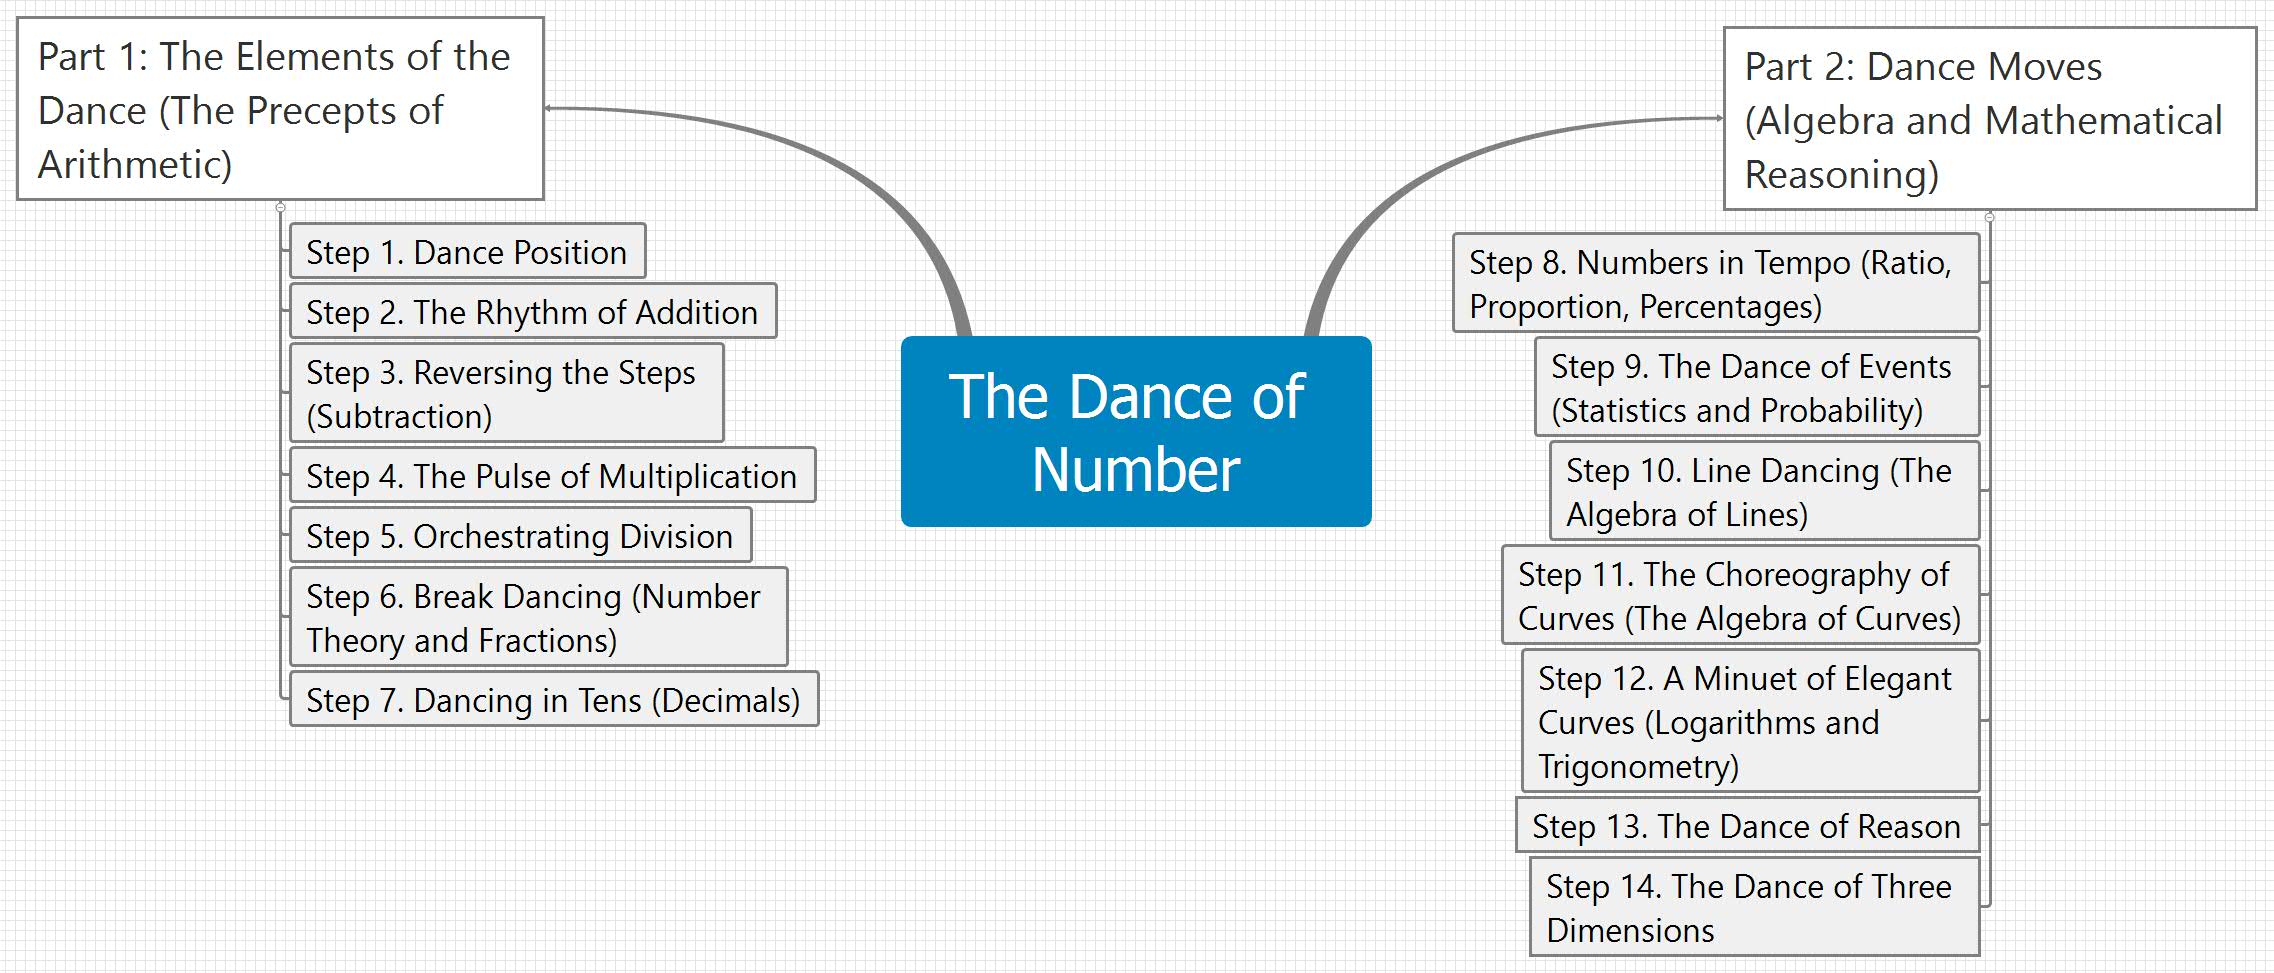 Part 1: The Elements of the
Dance (The Precepts of
Arithmetic)
Step 1. Dance Position
Step 2. The Rhythm of Addition
Step 3. Reversing the Steps
(Subtraction)
Step 4. The Pulse of Multiplication
Step 5. Orchestrating Division
Step 6. Break Dancing (Number
Theory and Fractions)
Step 7. Dancing in Tens (Decimals)
The Dance of
Number
Part 2: Dance Moves
(Algebra and Mathematical
Reasoning)
Step 8. Numbers in Tempo (Ratio,
Proportion, Percentages)
Step 9. The Dance of Events
(Statistics and Probability)
Step 10. Line Dancing (The
Algebra of Lines)
Step 11. The Choreography of
Curves (The Algebra of Curves)
Step 12. A Minuet of Elegant
Curves (Logarithms and
Trigonometry)
Step 13. The Dance of Reason
Step 14. The Dance of Three
Dimensions